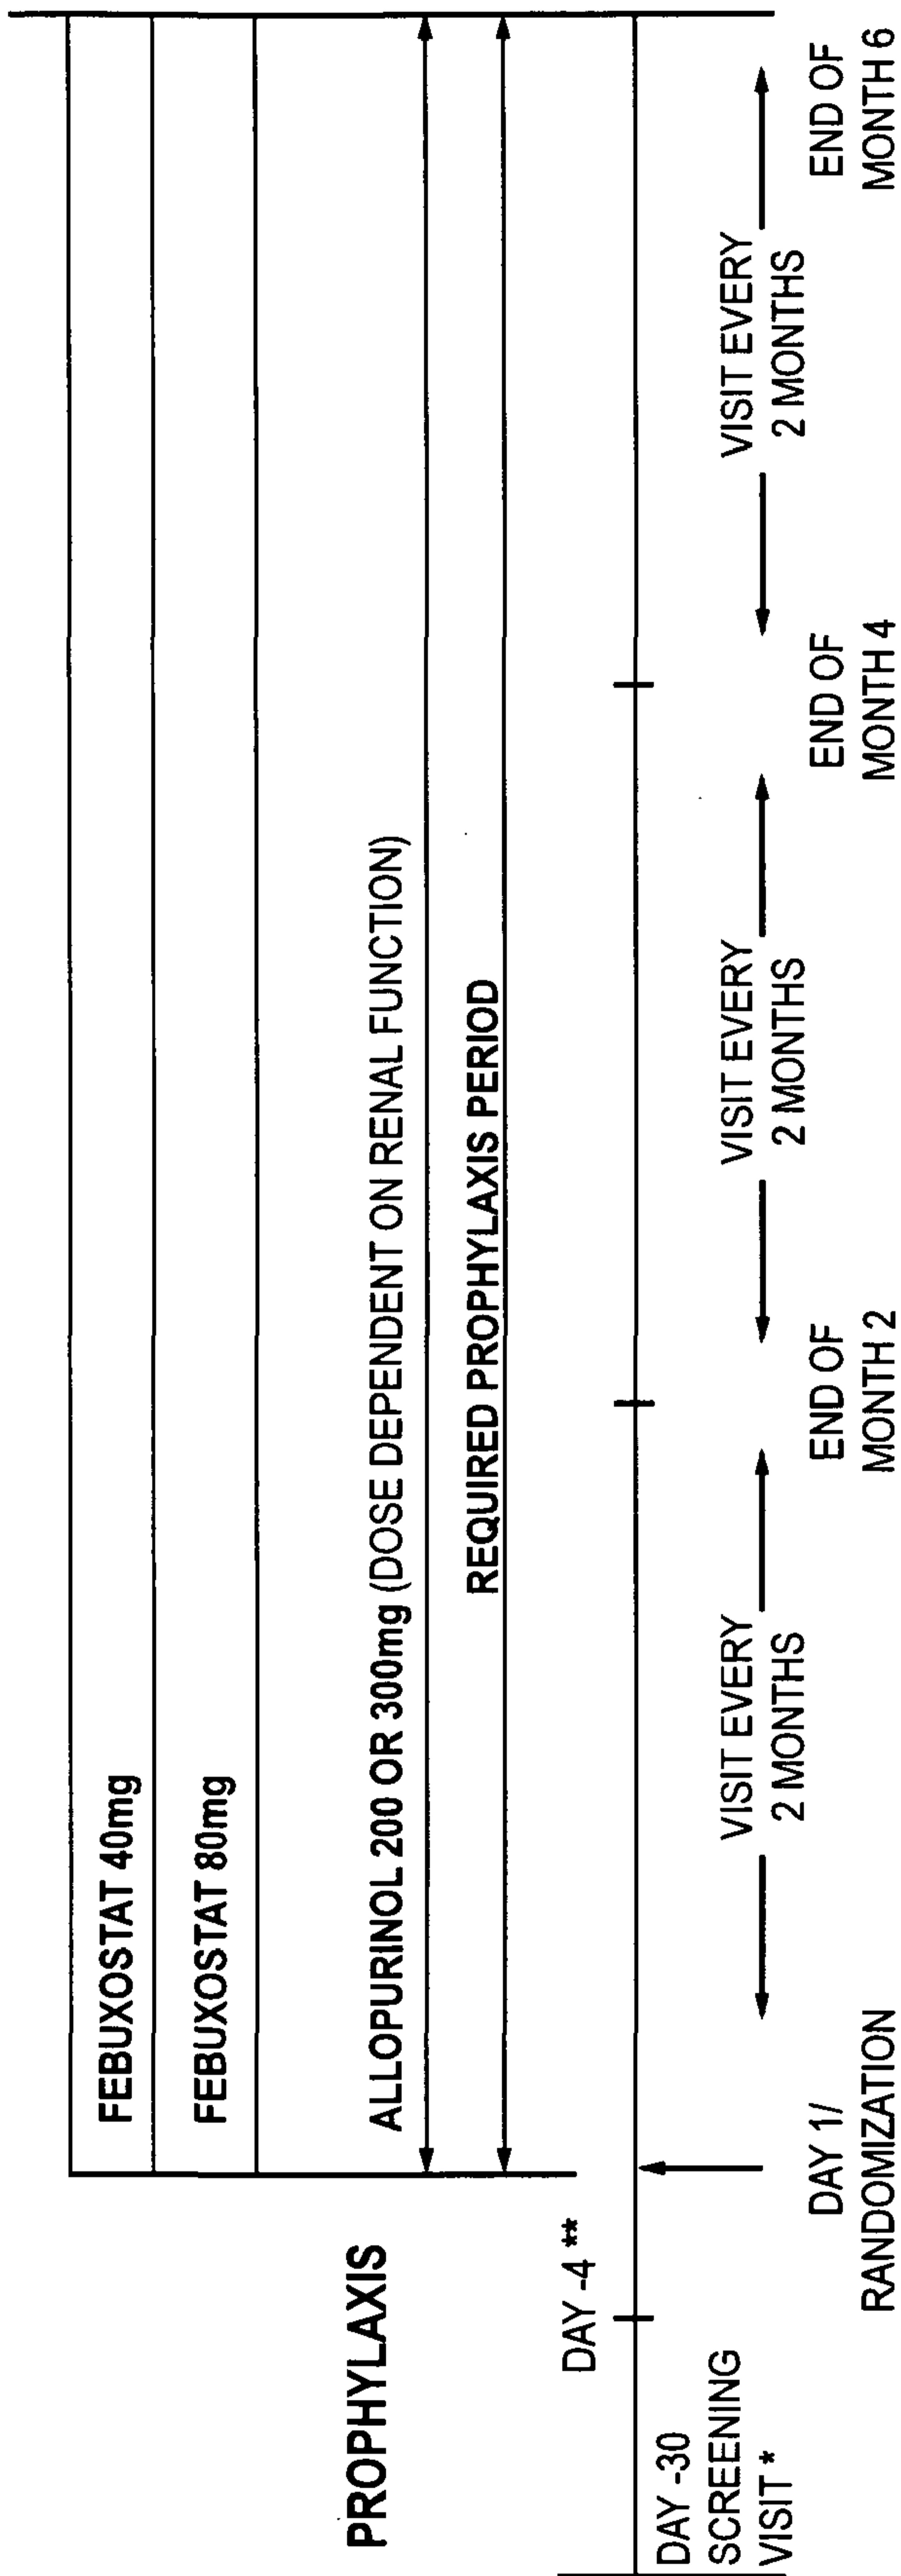 FEBUXOSTAT 40mg
FEBUXOSTAT 80mg
PROPHYLAXIS
ALLOPURINOL 200 OR 300mg (DOSE DEPENDENT ON RENAL FUNCTION)
REQUIRED PROPHYLAXIS PERIOD
DAY -4 **
DAY -30
SCREENING
VISIT *
VISIT EVERY
2 MONTHS
VISIT EVERY
2 MONTHS
VISIT EVERY
2 MONTHS
DAY 1/
RANDOMIZATION
END OF
MONTH 2
END OF
MONTH 4
END OF
MONTH 6